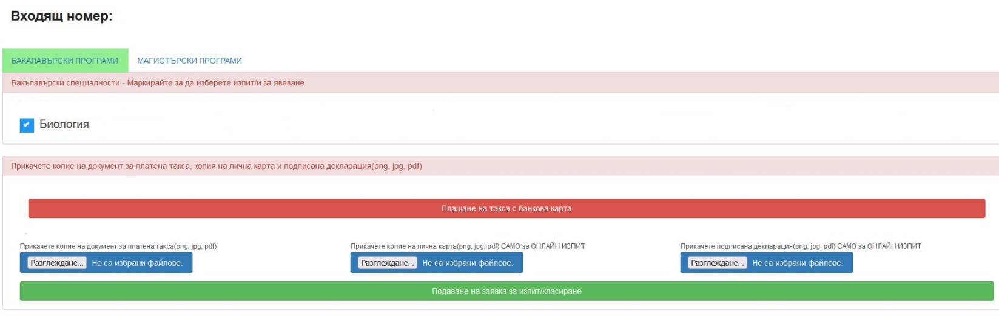 Входящ номер:
БАКАЛАВЪРСКИ ПРОГРАМИ МАГИСТЪРСКИ ПРОГРАМИ
Бакълавърски специалности - Маркирайте за да изберете изпит/и за явяване
Биология
Прикачете копие на документ за платена такса, копия на лична карта и подписана декларация(png, jpg, pdf)
Плащане на такса с банкова карта
Прикачете копие на документ за платена такса(png, jpg, pdf) Прикачете копие на лична карта(png, jpg, pdf) САМО за ОНЛАЙН ИЗПИТ Прикачете подписана декларация(png, jpg, pdf) САМО за ОНЛАЙН ИЗПИТ
Разглеждане... Не са избрани файлове. Разглеждане... Не са избрани файлове. Разглеждане... Не са избрани файлове.
Подаване на заявка за изпит/класиране